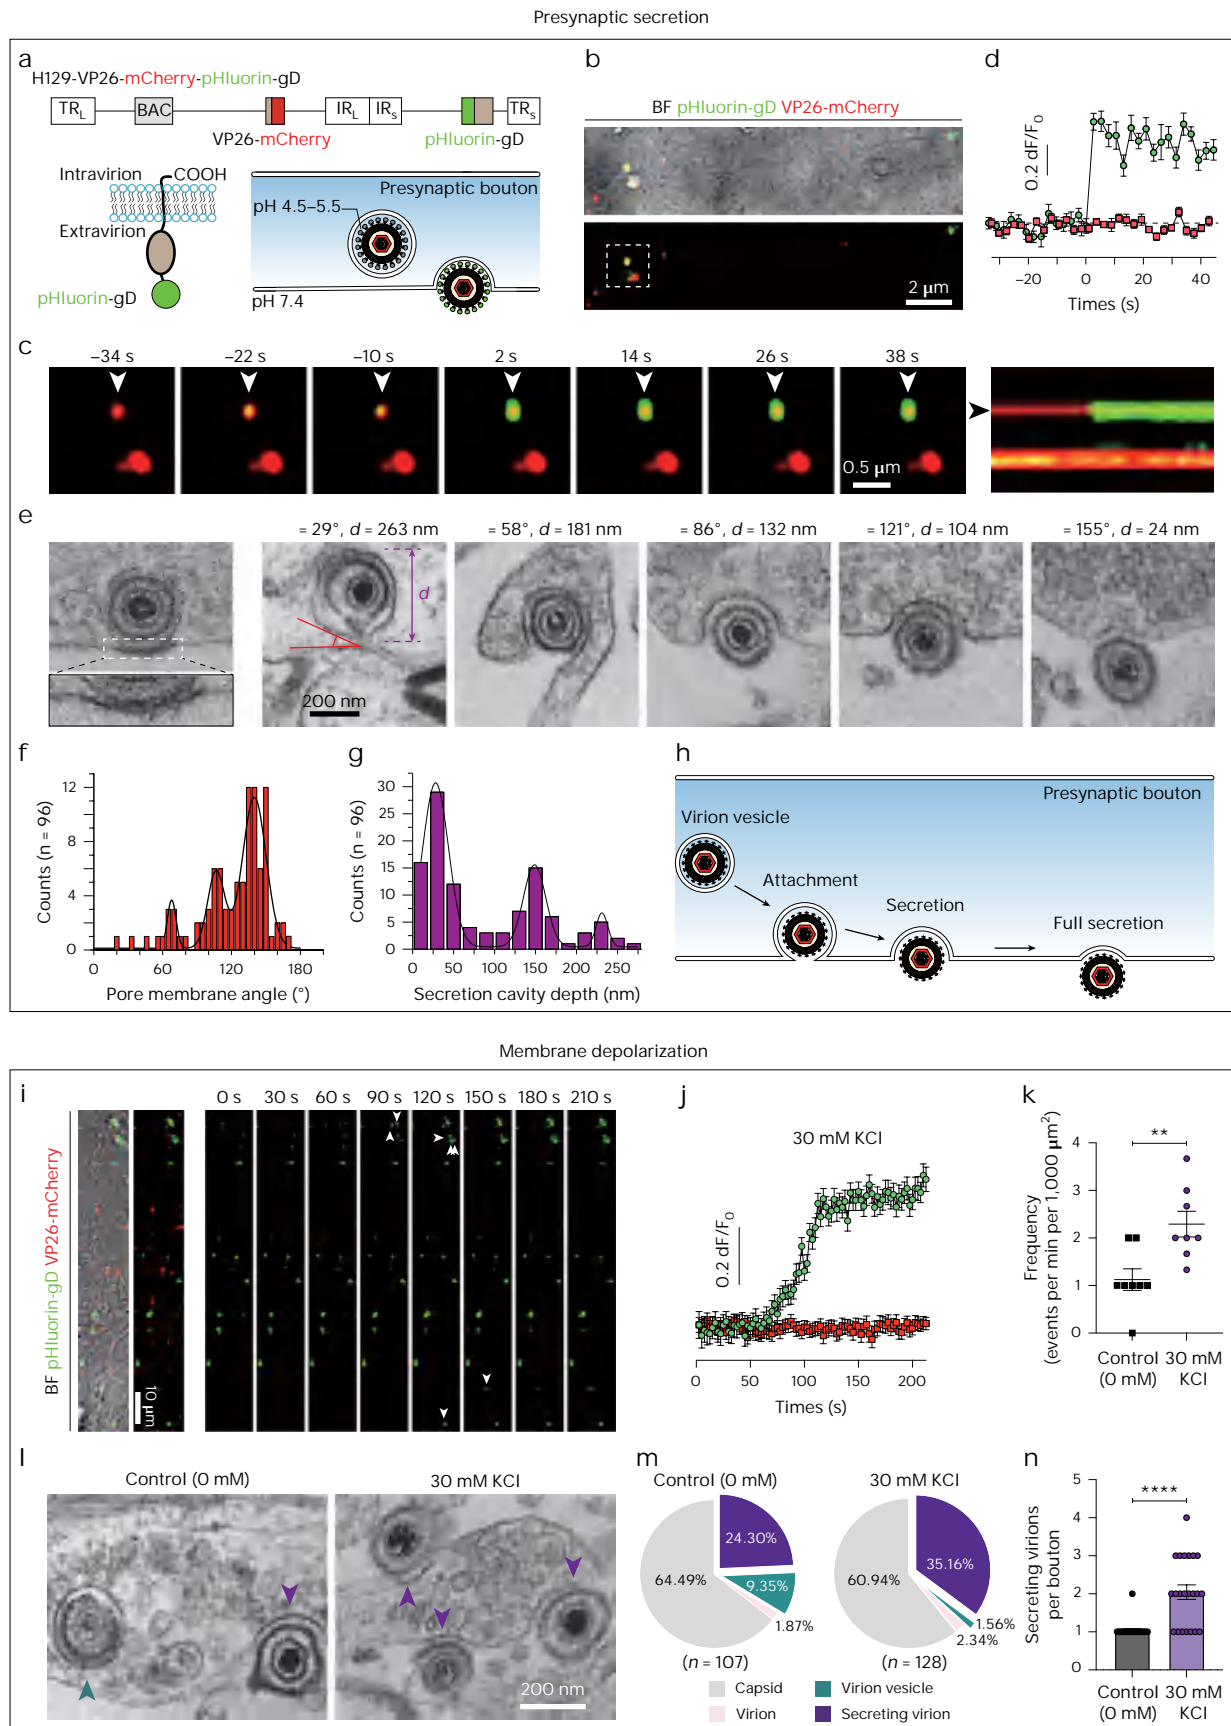 Presynaptic secretion
a
H129-VP26-mCherry-pHluorin-gD
TRL
BAC
IRL
IRS
TRS
VP26-mCherry
pHluorin-gD
Intravirion
COOH
Extravirion
pHluorin-gD
Presynaptic bouton
pH 4.5–5.5
pH 7.4
b
BF pHluorin-gD VP26-mCherry
2 µm
d
0.2 dF/F0
−20 0 20 40
Times (s)
c
−34 s
−22 s
−10 s
2 s
14 s
26 s
38 s
0.5 µm
e
= 29°, d = 263 nm
= 58°, d = 181 nm
= 86°, d = 132 nm
= 121°, d = 104 nm
= 155°, d = 24 nm
d
200 nm
f
Counts (n = 96)
12
8
4
0
0 60 120 180
Pore membrane angle (°)
g
Counts (n = 96)
30
25
20
15
10
5
0
0 50 100 150 200 250
Secretion cavity depth (nm)
h
Presynaptic bouton
Virion vesicle
Attachment
Secretion
Full secretion
Membrane depolarization
i
BF pHluorin-gD VP26-mCherry
0 s 30 s 60 s 90 s 120 s 150 s 180 s 210 s
10 µm
j
30 mM KCl
0.2 dF/F0
0 50 100 150 200
Times (s)
k
Frequency
(events per min per 1,000 µm²)
4
3
2
1
0
**
Control
(0 mM)
30 mM
KCl
l
Control (0 mM)
30 mM KCl
200 nm
m
Control (0 mM)
24.30%
9.35%
64.49%
1.87%
(n = 107)
30 mM KCl
35.16%
60.94%
1.56%
2.34%
(n = 128)
Capsid
Virion vesicle
Virion
Secreting virion
n
Secreting virions
per bouton
5
4
3
2
1
0
****
Control
(0 mM)
30 mM
KCl